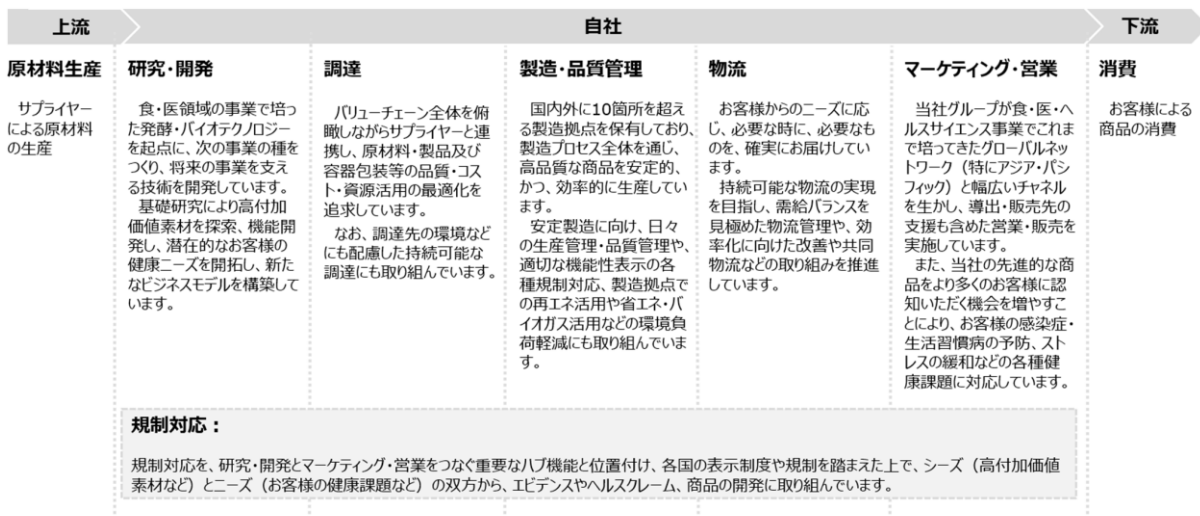 上流
自社
下流
原材料生産
サプライヤー
による原材料
の生産
研究・開発
食・医領域の事業で培っ
た発酵・バイオテクノロジー
を起点に、次の事業の種を
つくり、将来の事業を支え
る技術を開発しています。
基礎研究により高付加
価値素材を探索、機能開
発し、潜在的なお客様の
健康ニーズを開拓し、新た
なビジネスモデルを構築して
います。
調達
バリューチェーン全体を俯
瞰しながらサプライヤーと連
携し、原材料・製品及び
容器包装等の品質・コス
ト・資源活用の最適化を
追求しています。
なお、調達先の環境など
にも配慮した持続可能な
調達にも取り組んでいます。
製造・品質管理
国内外に10箇所を超え
る製造拠点を保有しており、
製造プロセス全体を通じ、
高品質な商品を安定的、
かつ、効率的に生産してい
ます。
安定製造に向け、日々
の生産管理・品質管理や、
適切な機能性表示の各
種規制対応、製造拠点で
の再エネ活用や省エネ・バ
イオガス活用などの環境負
荷軽減にも取り組んでいま
す。
物流
お客様からのニーズに応
じ、必要な時に、必要なも
のを、確実にお届けしてい
ます。
持続可能な物流の実現
を目指し、需給バランスを
見極めた物流管理や、効
率化に向けた改善や共同
物流などの取り組みを推進
しています。
マーケティング・営業
当社グループが食・医・ヘ
ルスサイエンス事業でこれま
で培ってきたグローバルネッ
トワーク（特にアジア・パシ
フィック）と幅広いチャネル
を生かし、導出・販売先の
支援も含めた営業・販売を
実施しています。
また、当社の先進的な商
品をより多くのお客様に認
知いただく機会を増やすこ
とにより、お客様の感染症・
生活習慣病の予防、スト
レスの緩和などの各種健
康課題に対応しています。
消費
お客様による
商品の消費
規制対応：
規制対応を、研究・開発とマーケティング・営業をつなぐ重要なハブ機能と位置付け、各国の表示制度や規制を踏まえた上で、シーズ（高付加価値
素材など）とニーズ（お客様の健康課題など）の双方から、エビデンスやヘルスクレーム、商品の開発に取り組んでいます。